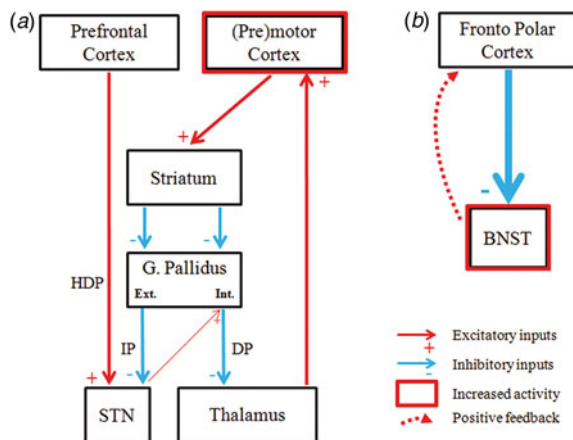 (a)
Prefrontal
Cortex
(Pre)motor
Cortex
+
+
Striatum
-
-
G. Pallidus
Ext.
Int.
+
HDP
IP
DP
+
-
-
STN
Thalamus
(b)
Fronto Polar
Cortex
-
BNST
Excitatory inputs
+
Inhibitory inputs
-
Increased activity
Positive feedback